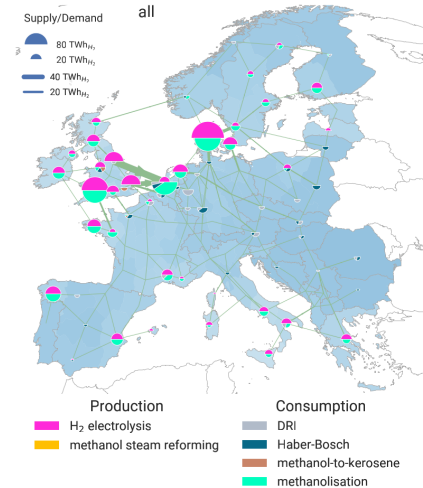 all
Supply/Demand
80 TWhH₂
20 TWhH₂
40 TWhH₂
20 TWhH₂
Production
H₂ electrolysis
methanol steam reforming
Consumption
DRI
Haber-Bosch
methanol-to-kerosene
methanolisation